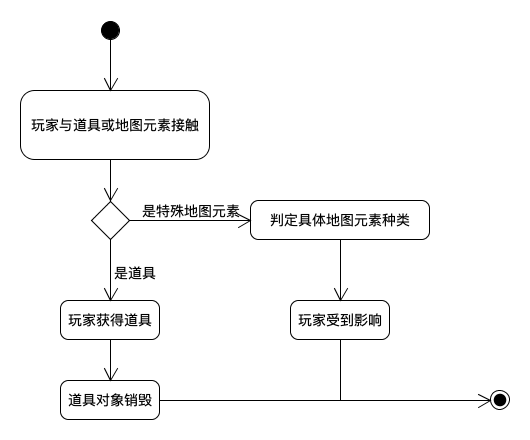 玩家与道具或地图元素接触
是特殊地图元素
判定具体地图元素种类
是道具
玩家获得道具
玩家受到影响
道具对象销毁